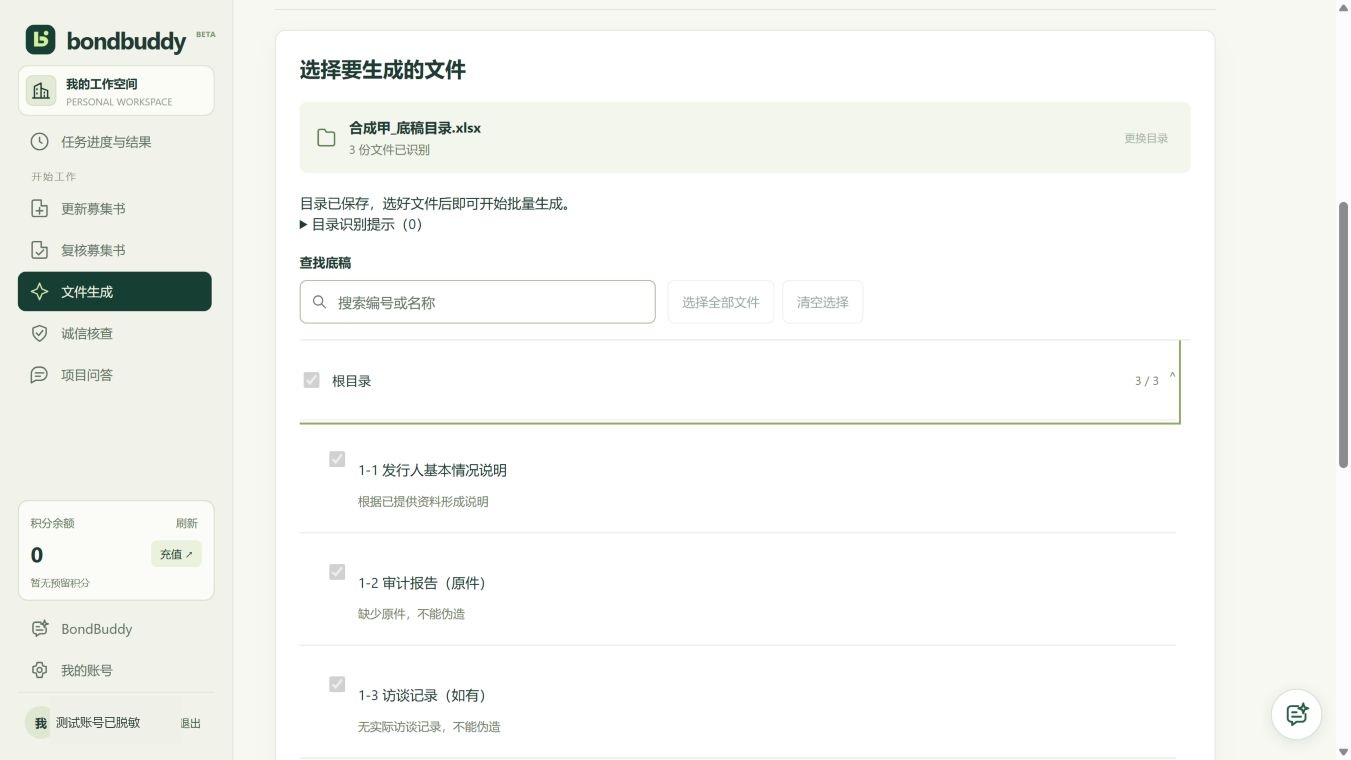 bondbuddy BETA
我的工作空间
PERSONAL WORKSPACE
任务进度与结果
开始工作
更新募集书
复核募集书
文件生成
诚信核查
项目问答
积分余额 刷新
0 充值 ↗
暂无预留积分
BondBuddy
我的账号
我 测试账号已脱敏 退出
选择要生成的文件
合成甲_底稿目录.xlsx
3 份文件已识别
更换目录
目录已保存，选好文件后即可开始批量生成。
▶ 目录识别提示（0）
查找底稿
搜索编号或名称 选择全部文件 清空选择
根目录 3 / 3 ^
1-1 发行人基本情况说明
根据已提供资料形成说明
1-2 审计报告（原件）
缺少原件，不能伪造
1-3 访谈记录（如有）
无实际访谈记录，不能伪造